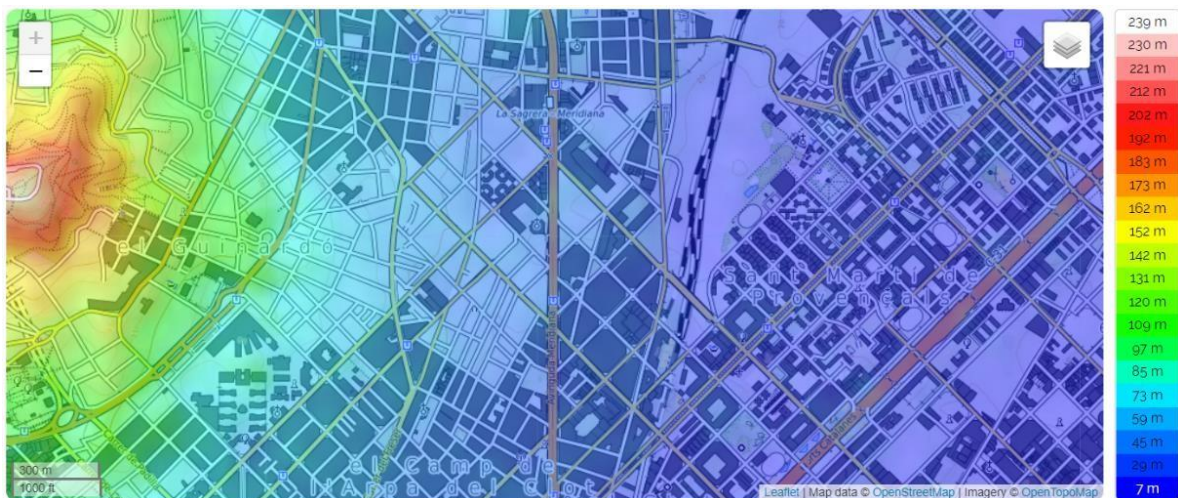 +
−
La Sagrera - Meridiana
el Guinardó
Sant Martí de
Provençals
Avinguda Meridiana
el Camp de
l'Arpa del Clot
300 m
1000 ft
Leaflet | Map data © OpenStreetMap | Imagery © OpenTopoMap
239 m
230 m
221 m
212 m
202 m
192 m
183 m
173 m
162 m
152 m
142 m
131 m
120 m
109 m
97 m
85 m
73 m
59 m
45 m
29 m
7 m